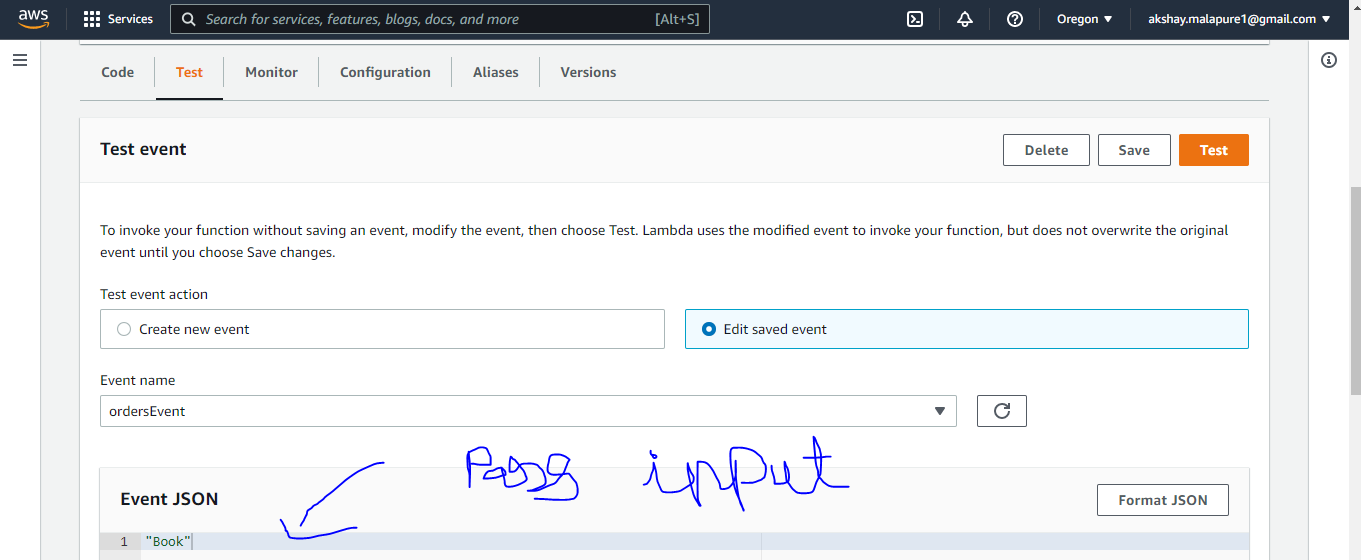 aws Services Search for services, features, blogs, docs, and more [Alt+S] Oregon ▼ akshay.malapure1@gmail.com ▼
Code Test Monitor Configuration Aliases Versions
Test event Delete Save Test
To invoke your function without saving an event, modify the event, then choose Test. Lambda uses the modified event to invoke your function, but does not overwrite the original
event until you choose Save changes.
Test event action
Create new event Edit saved event
Event name
ordersEvent
Pass input
Event JSON Format JSON
1 "Book"